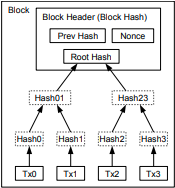 Block
Block Header (Block Hash)
Prev Hash Nonce
Root Hash
Hash01 Hash23
Hash0 Hash1 Hash2 Hash3
Tx0 Tx1 Tx2 Tx3